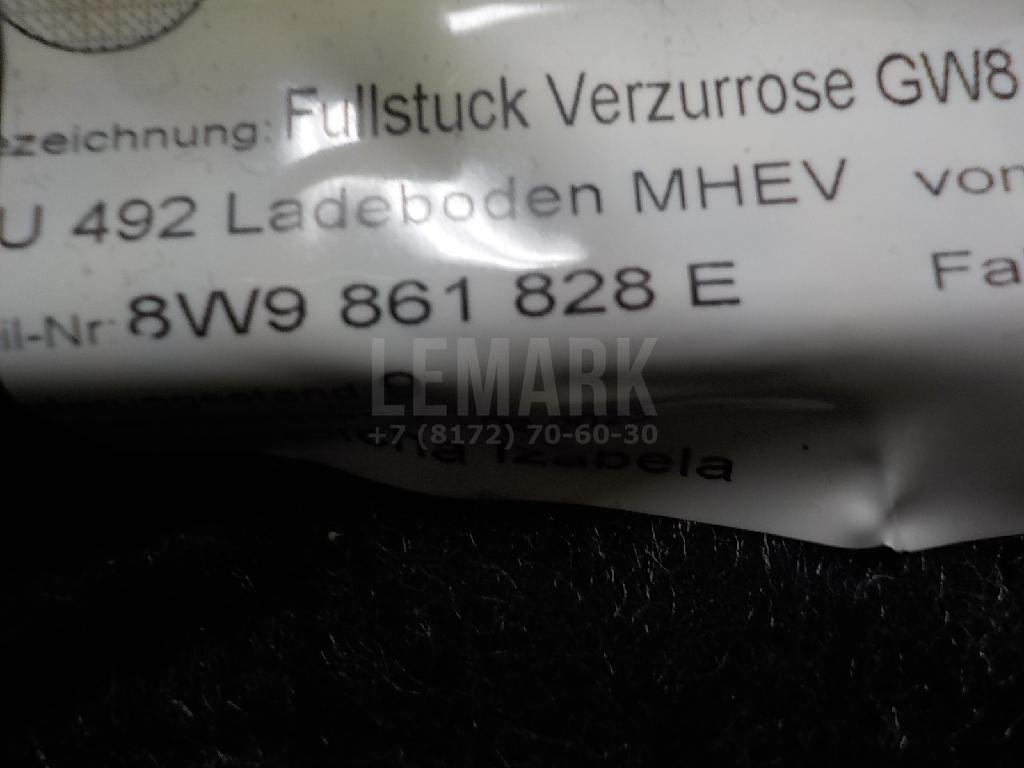 ezeichnung: Fullstuck Verzurrose GW8
U 492 Ladeboden MHEV von
il-Nr: 8W9 861 828 E Fa
LEMARK
+7 (8172) 70-60-30
Izabela